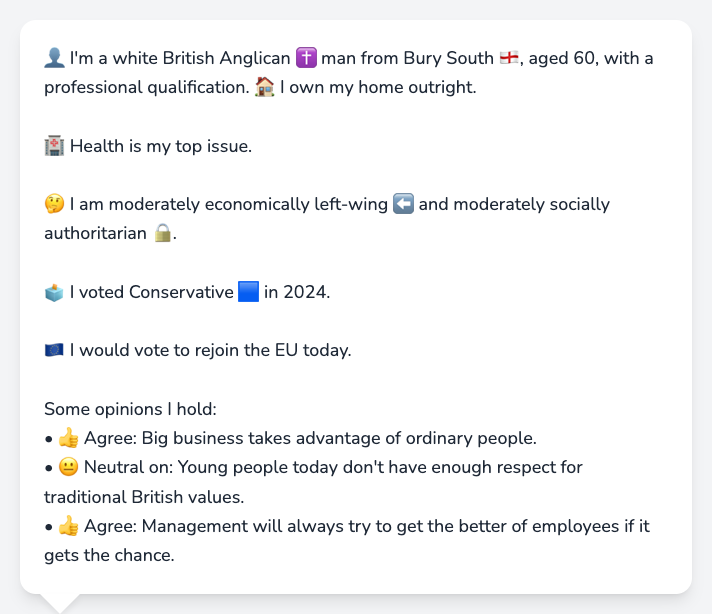 👤 I'm a white British Anglican ✝️ man from Bury South 🏴󠁧󠁢󠁥󠁮󠁧󠁿, aged 60, with a
professional qualification. 🏠 I own my home outright.
🏥 Health is my top issue.
🤔 I am moderately economically left-wing ⬅️ and moderately socially
authoritarian 🔒.
🗳️ I voted Conservative 🟦 in 2024.
🇪🇺 I would vote to rejoin the EU today.
Some opinions I hold:
• 👍 Agree: Big business takes advantage of ordinary people.
• 😐 Neutral on: Young people today don't have enough respect for
traditional British values.
• 👍 Agree: Management will always try to get the better of employees if it
gets the chance.